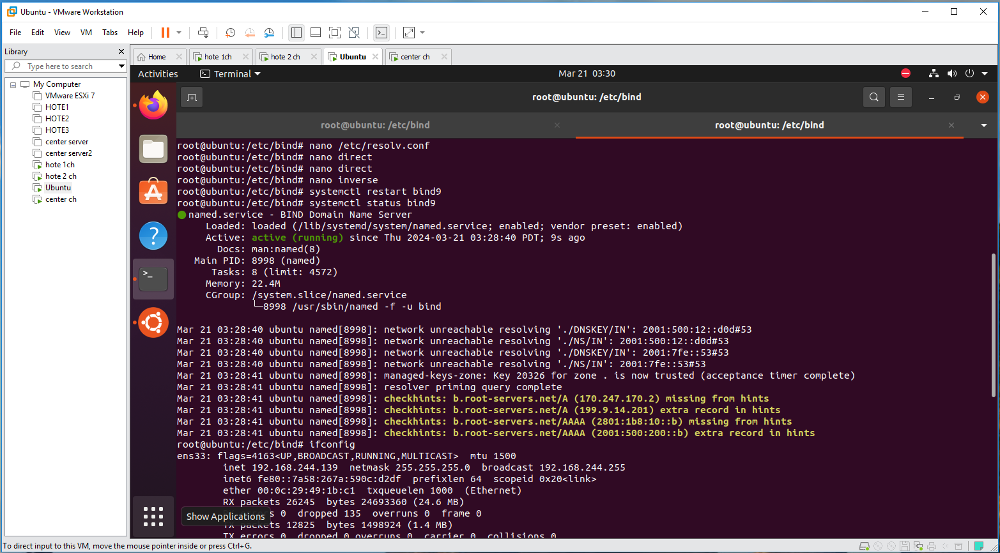 Ubuntu - VMware Workstation
File Edit View VM Tabs Help
Library
Type here to search
My Computer
VMware ESXi 7
HOTE1
HOTE2
HOTE3
center server
center server2
hote 1ch
hote 2 ch
Ubuntu
center ch
Home hote 1ch hote 2 ch Ubuntu center ch
Activities Terminal Mar 21 03:30
root@ubuntu: /etc/bind
root@ubuntu: /etc/bind root@ubuntu: /etc/bind
root@ubuntu:/etc/bind# nano /etc/resolv.conf
root@ubuntu:/etc/bind# nano direct
root@ubuntu:/etc/bind# nano direct
root@ubuntu:/etc/bind# nano inverse
root@ubuntu:/etc/bind# systemctl restart bind9
root@ubuntu:/etc/bind# systemctl status bind9
named.service - BIND Domain Name Server
Loaded: loaded (/lib/systemd/system/named.service; enabled; vendor preset: enabled)
Active: active (running) since Thu 2024-03-21 03:28:40 PDT; 9s ago
Docs: man:named(8)
Main PID: 8998 (named)
Tasks: 8 (limit: 4572)
Memory: 22.4M
CGroup: /system.slice/named.service
└─8998 /usr/sbin/named -f -u bind
Mar 21 03:28:40 ubuntu named[8998]: network unreachable resolving './DNSKEY/IN': 2001:500:12::d0d#53
Mar 21 03:28:40 ubuntu named[8998]: network unreachable resolving './NS/IN': 2001:500:12::d0d#53
Mar 21 03:28:40 ubuntu named[8998]: network unreachable resolving './DNSKEY/IN': 2001:7fe::53#53
Mar 21 03:28:40 ubuntu named[8998]: network unreachable resolving './NS/IN': 2001:7fe::53#53
Mar 21 03:28:41 ubuntu named[8998]: managed-keys-zone: Key 20326 for zone . is now trusted (acceptance timer complete)
Mar 21 03:28:41 ubuntu named[8998]: resolver priming query complete
Mar 21 03:28:41 ubuntu named[8998]: checkhints: b.root-servers.net/A (170.247.170.2) missing from hints
Mar 21 03:28:41 ubuntu named[8998]: checkhints: b.root-servers.net/A (199.9.14.201) extra record in hints
Mar 21 03:28:41 ubuntu named[8998]: checkhints: b.root-servers.net/AAAA (2801:1b8:10::b) missing from hints
Mar 21 03:28:41 ubuntu named[8998]: checkhints: b.root-servers.net/AAAA (2001:500:200::b) extra record in hints
root@ubuntu:/etc/bind# ifconfig
ens33: flags=4163<UP,BROADCAST,RUNNING,MULTICAST> mtu 1500
inet 192.168.244.139 netmask 255.255.255.0 broadcast 192.168.244.255
inet6 fe80::7a58:267a:590c:d2df prefixlen 64 scopeid 0x20<link>
ether 00:0c:29:49:1b:c1 txqueuelen 1000 (Ethernet)
RX packets 26245 bytes 24693360 (24.6 MB)
0 dropped 135 overruns 0 frame 0
Show Applications
TX packets 12825 bytes 1498924 (1.4 MB)
TX errors 0 dropped 0 overruns 0 carrier 0 collisions 0
To direct input to this VM, move the mouse pointer inside or press Ctrl+G.